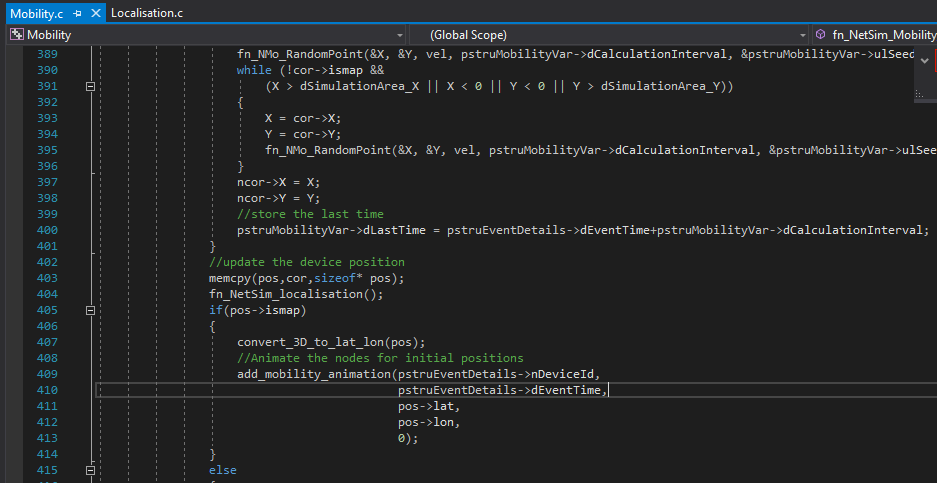 Mobility.c
Localisation.c
Mobility
(Global Scope)
fn_NetSim_Mobility
389 fn_NMo_RandomPoint(&X, &Y, vel, pstruMobilityVar->dCalculationInterval, &pstruMobilityVar->ulSeed
390 while (!cor->ismap &&
391 (X > dSimulationArea_X || X < 0 || Y < 0 || Y > dSimulationArea_Y))
392 {
393 X = cor->X;
394 Y = cor->Y;
395 fn_NMo_RandomPoint(&X, &Y, vel, pstruMobilityVar->dCalculationInterval, &pstruMobilityVar->ulSee
396 }
397 ncor->X = X;
398 ncor->Y = Y;
399 //store the last time
400 pstruMobilityVar->dLastTime = pstruEventDetails->dEventTime+pstruMobilityVar->dCalculationInterval;
401 }
402 //update the device position
403 memcpy(pos,cor,sizeof* pos);
404 fn_NetSim_localisation();
405 if(pos->ismap)
406 {
407 convert_3D_to_lat_lon(pos);
408 //Animate the nodes for initial positions
409 add_mobility_animation(pstruEventDetails->nDeviceId,
410 pstruEventDetails->dEventTime,
411 pos->lat,
412 pos->lon,
413 0);
414 }
415 else